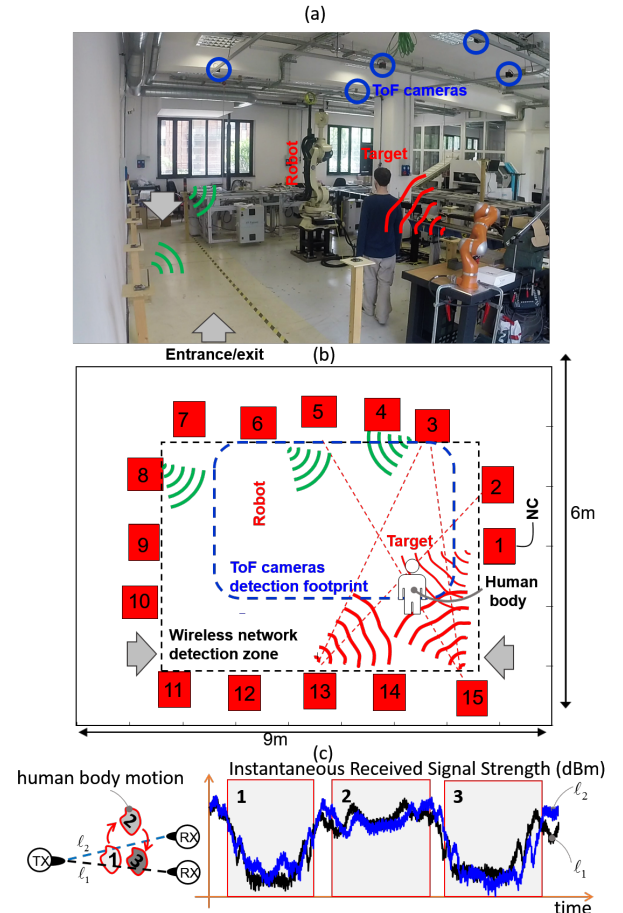 (a)
ToF cameras
Robot
Target
Entrance/exit
(b)
7
6
5
4
3
8
2
NC
9
1
6m
Robot
Target
ToF cameras
detection footprint
Human
body
10
Wireless network
detection zone
11
12
13
14
15
9m
(c)
human body motion
Instantaneous Received Signal Strength (dBm)
1
2
3
ℓ2
ℓ1
TX
RX
RX
ℓ2
ℓ1
1
2
3
time